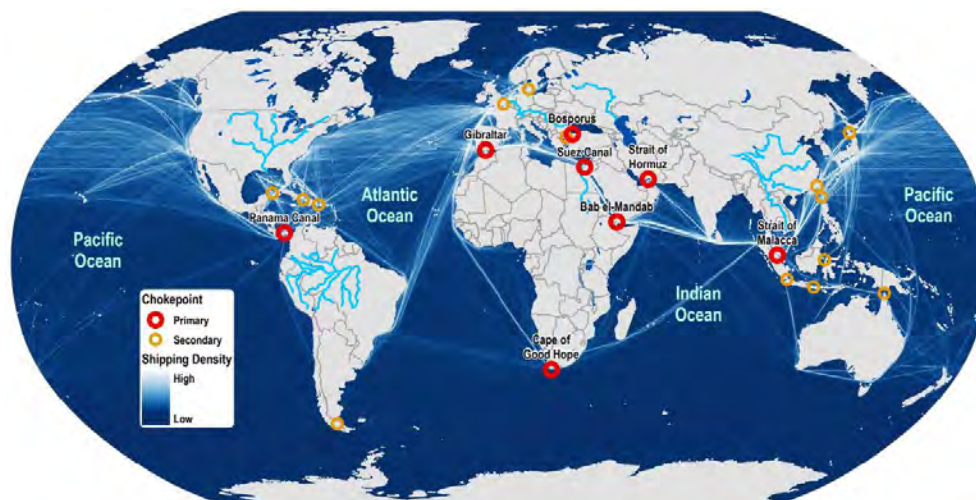 Bosporus
Gibraltar
Suez Canal
Strait of
Hormuz
Atlantic
Ocean
Pacific
Ocean
Panama Canal
Bab el-Mandab
Strait of
Malacca
Pacific
Ocean
Indian
Ocean
Chokepoint
Primary
Secondary
Shipping Density
High
Low
Cape of
Good Hope